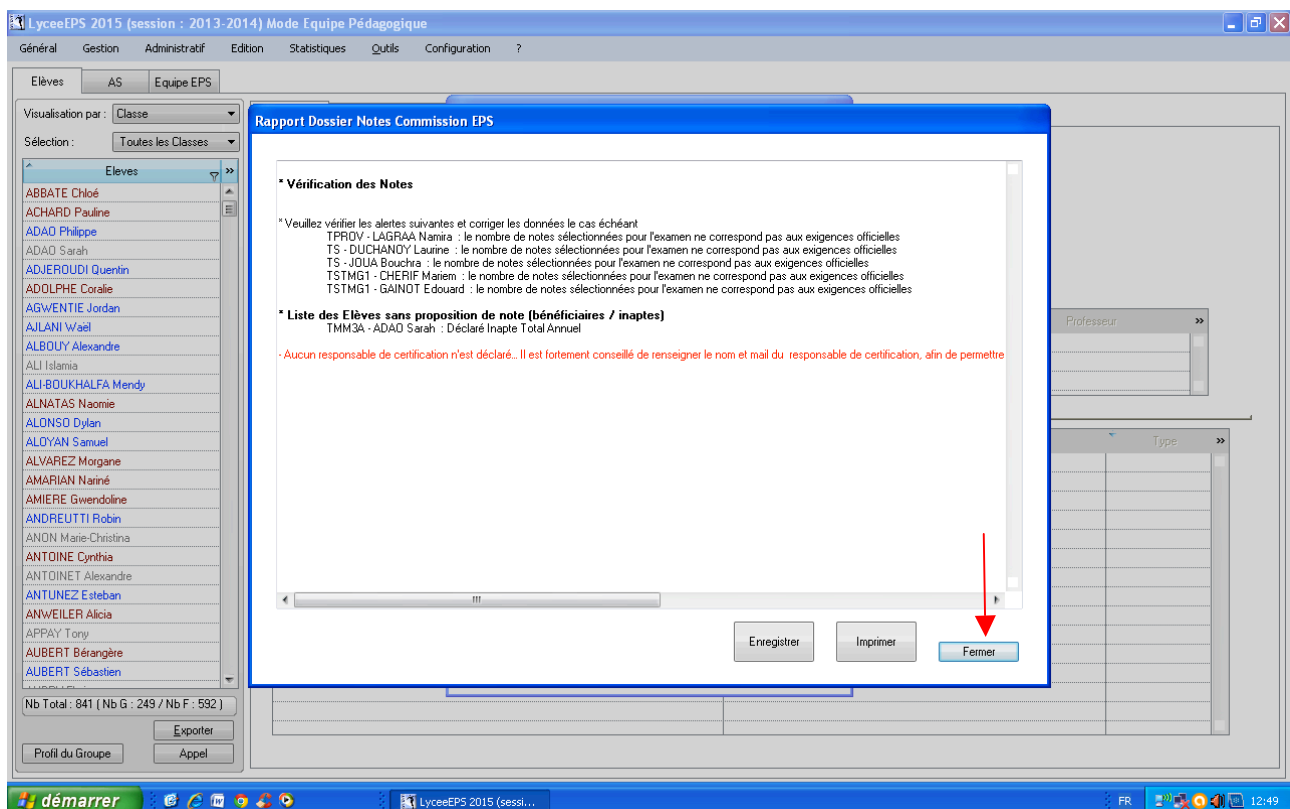 LyceeEPS 2015 (session : 2013-2014) Mode Equipe Pédagogique
Général Gestion Administratif Edition Statistiques Outils Configuration ?
Elèves AS Equipe EPS
Visualisation par : Classe
Sélection : Toutes les Classes
Eleves
ABBATE Chloé
ACHARD Pauline
ADAO Philippe
ADAO Sarah
ADJEROUDI Quentin
ADOLPHE Coralie
AGWENTIE Jordan
AJLANI Waël
ALBOUY Alexandre
ALI Islamia
ALI-BOUKHALFA Mendy
ALNATAS Naomie
ALONSO Dylan
ALOYAN Samuel
ALVAREZ Morgane
AMARIAN Nariné
AMIERE Gwendoline
ANDREUTTI Robin
ANON Marie-Christina
ANTOINE Cynthia
ANTOINET Alexandre
ANTUNEZ Esteban
ANWEILER Alicia
APPAY Tony
AUBERT Bérangère
AUBERT Sébastien
Nb Total : 841 ( Nb G : 249 / Nb F : 592 )
Exporter
Profil du Groupe Appel
Rapport Dossier Notes Commission EPS
* Vérification des Notes
* Veuillez vérifier les alertes suivantes et corriger les données le cas échéant
TPROV - LAGRAA Namira : le nombre de notes sélectionnées pour l'examen ne correspond pas aux exigences officielles
TS - DUCHANOY Laurine : le nombre de notes sélectionnées pour l'examen ne correspond pas aux exigences officielles
TS - JOUA Bouchra : le nombre de notes sélectionnées pour l'examen ne correspond pas aux exigences officielles
TSTMG1 - CHERIF Mariem : le nombre de notes sélectionnées pour l'examen ne correspond pas aux exigences officielles
TSTMG1 - GAINOT Edouard : le nombre de notes sélectionnées pour l'examen ne correspond pas aux exigences officielles
* Liste des Elèves sans proposition de note (bénéficiaires / inaptes)
TMM3A - ADAO Sarah : Déclaré Inapte Total Annuel
- Aucun responsable de certification n'est déclaré... Il est fortement conseillé de renseigner le nom et mail du responsable de certification, afin de permettre
Enregistrer Imprimer Fermer
Professeur
Type
démarrer LyceeEPS 2015 (sessi... FR 12:49